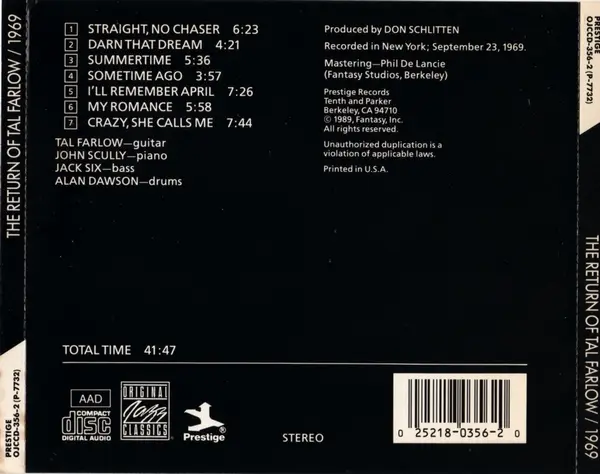 THE RETURN OF TAL FARLOW / 1969
PRESTIGE
OJCCD-356-2 (P-7732)
1 STRAIGHT, NO CHASER 6:23
2 DARN THAT DREAM 4:21
3 SUMMERTIME 5:36
4 SOMETIME AGO 3:57
5 I'LL REMEMBER APRIL 7:26
6 MY ROMANCE 5:58
7 CRAZY, SHE CALLS ME 7:44
TAL FARLOW—guitar
JOHN SCULLY—piano
JACK SIX—bass
ALAN DAWSON—drums
Produced by DON SCHLITTEN
Recorded in New York; September 23, 1969.
Mastering—Phil De Lancie
(Fantasy Studios, Berkeley)
Prestige Records
Tenth and Parker
Berkeley, CA 94710
© 1989, Fantasy, Inc.
All rights reserved.
Unauthorized duplication is a
violation of applicable laws.
Printed in U.S.A.
TOTAL TIME 41:47
AAD
COMPACT
disc
DIGITAL AUDIO
ORIGINAL
Jazz
CLASSICS
Prestige
STEREO
0 25218-0356-2 0
PRESTIGE
OJCCD-356-2 (P-7732)
THE RETURN OF TAL FARLOW / 1969